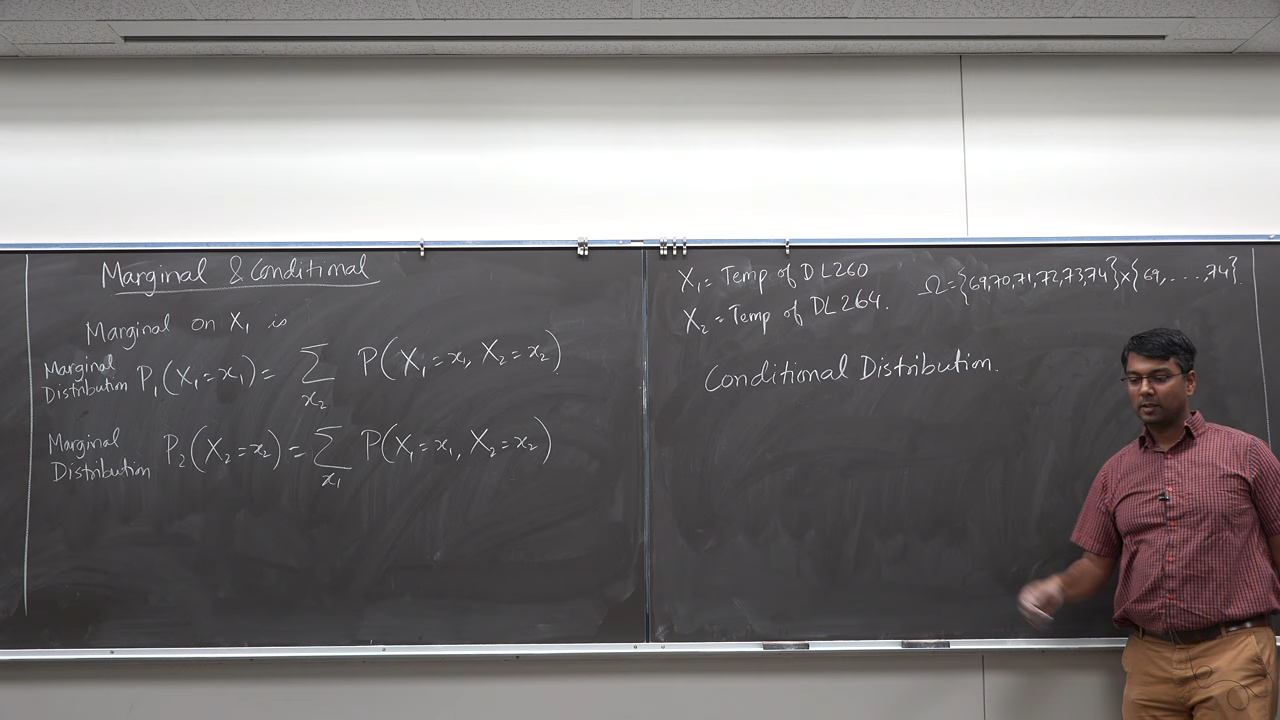 Marginal & Conditional
Marginal on X₁ is
Marginal Distribution P₁(X₁=x₁) = Σ_x₂ P(X₁=x₁, X₂=x₂)
Marginal Distribution P₂(X₂=x₂) = Σ_x₁ P(X₁=x₁, X₂=x₂)
X₁ = Temp of DL260
X₂ = Temp of DL264.
Ω = {69,70,71,72,73,74}x{69,....,74}.
Conditional Distribution.